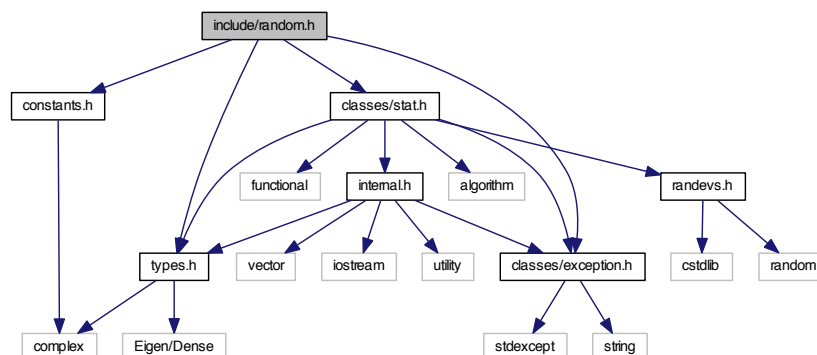 include/random.h
constants.h
classes/stat.h
functional
internal.h
algorithm
randevs.h
types.h
vector
iostream
utility
classes/exception.h
cstdlib
random
complex
Eigen/Dense
stdexcept
string